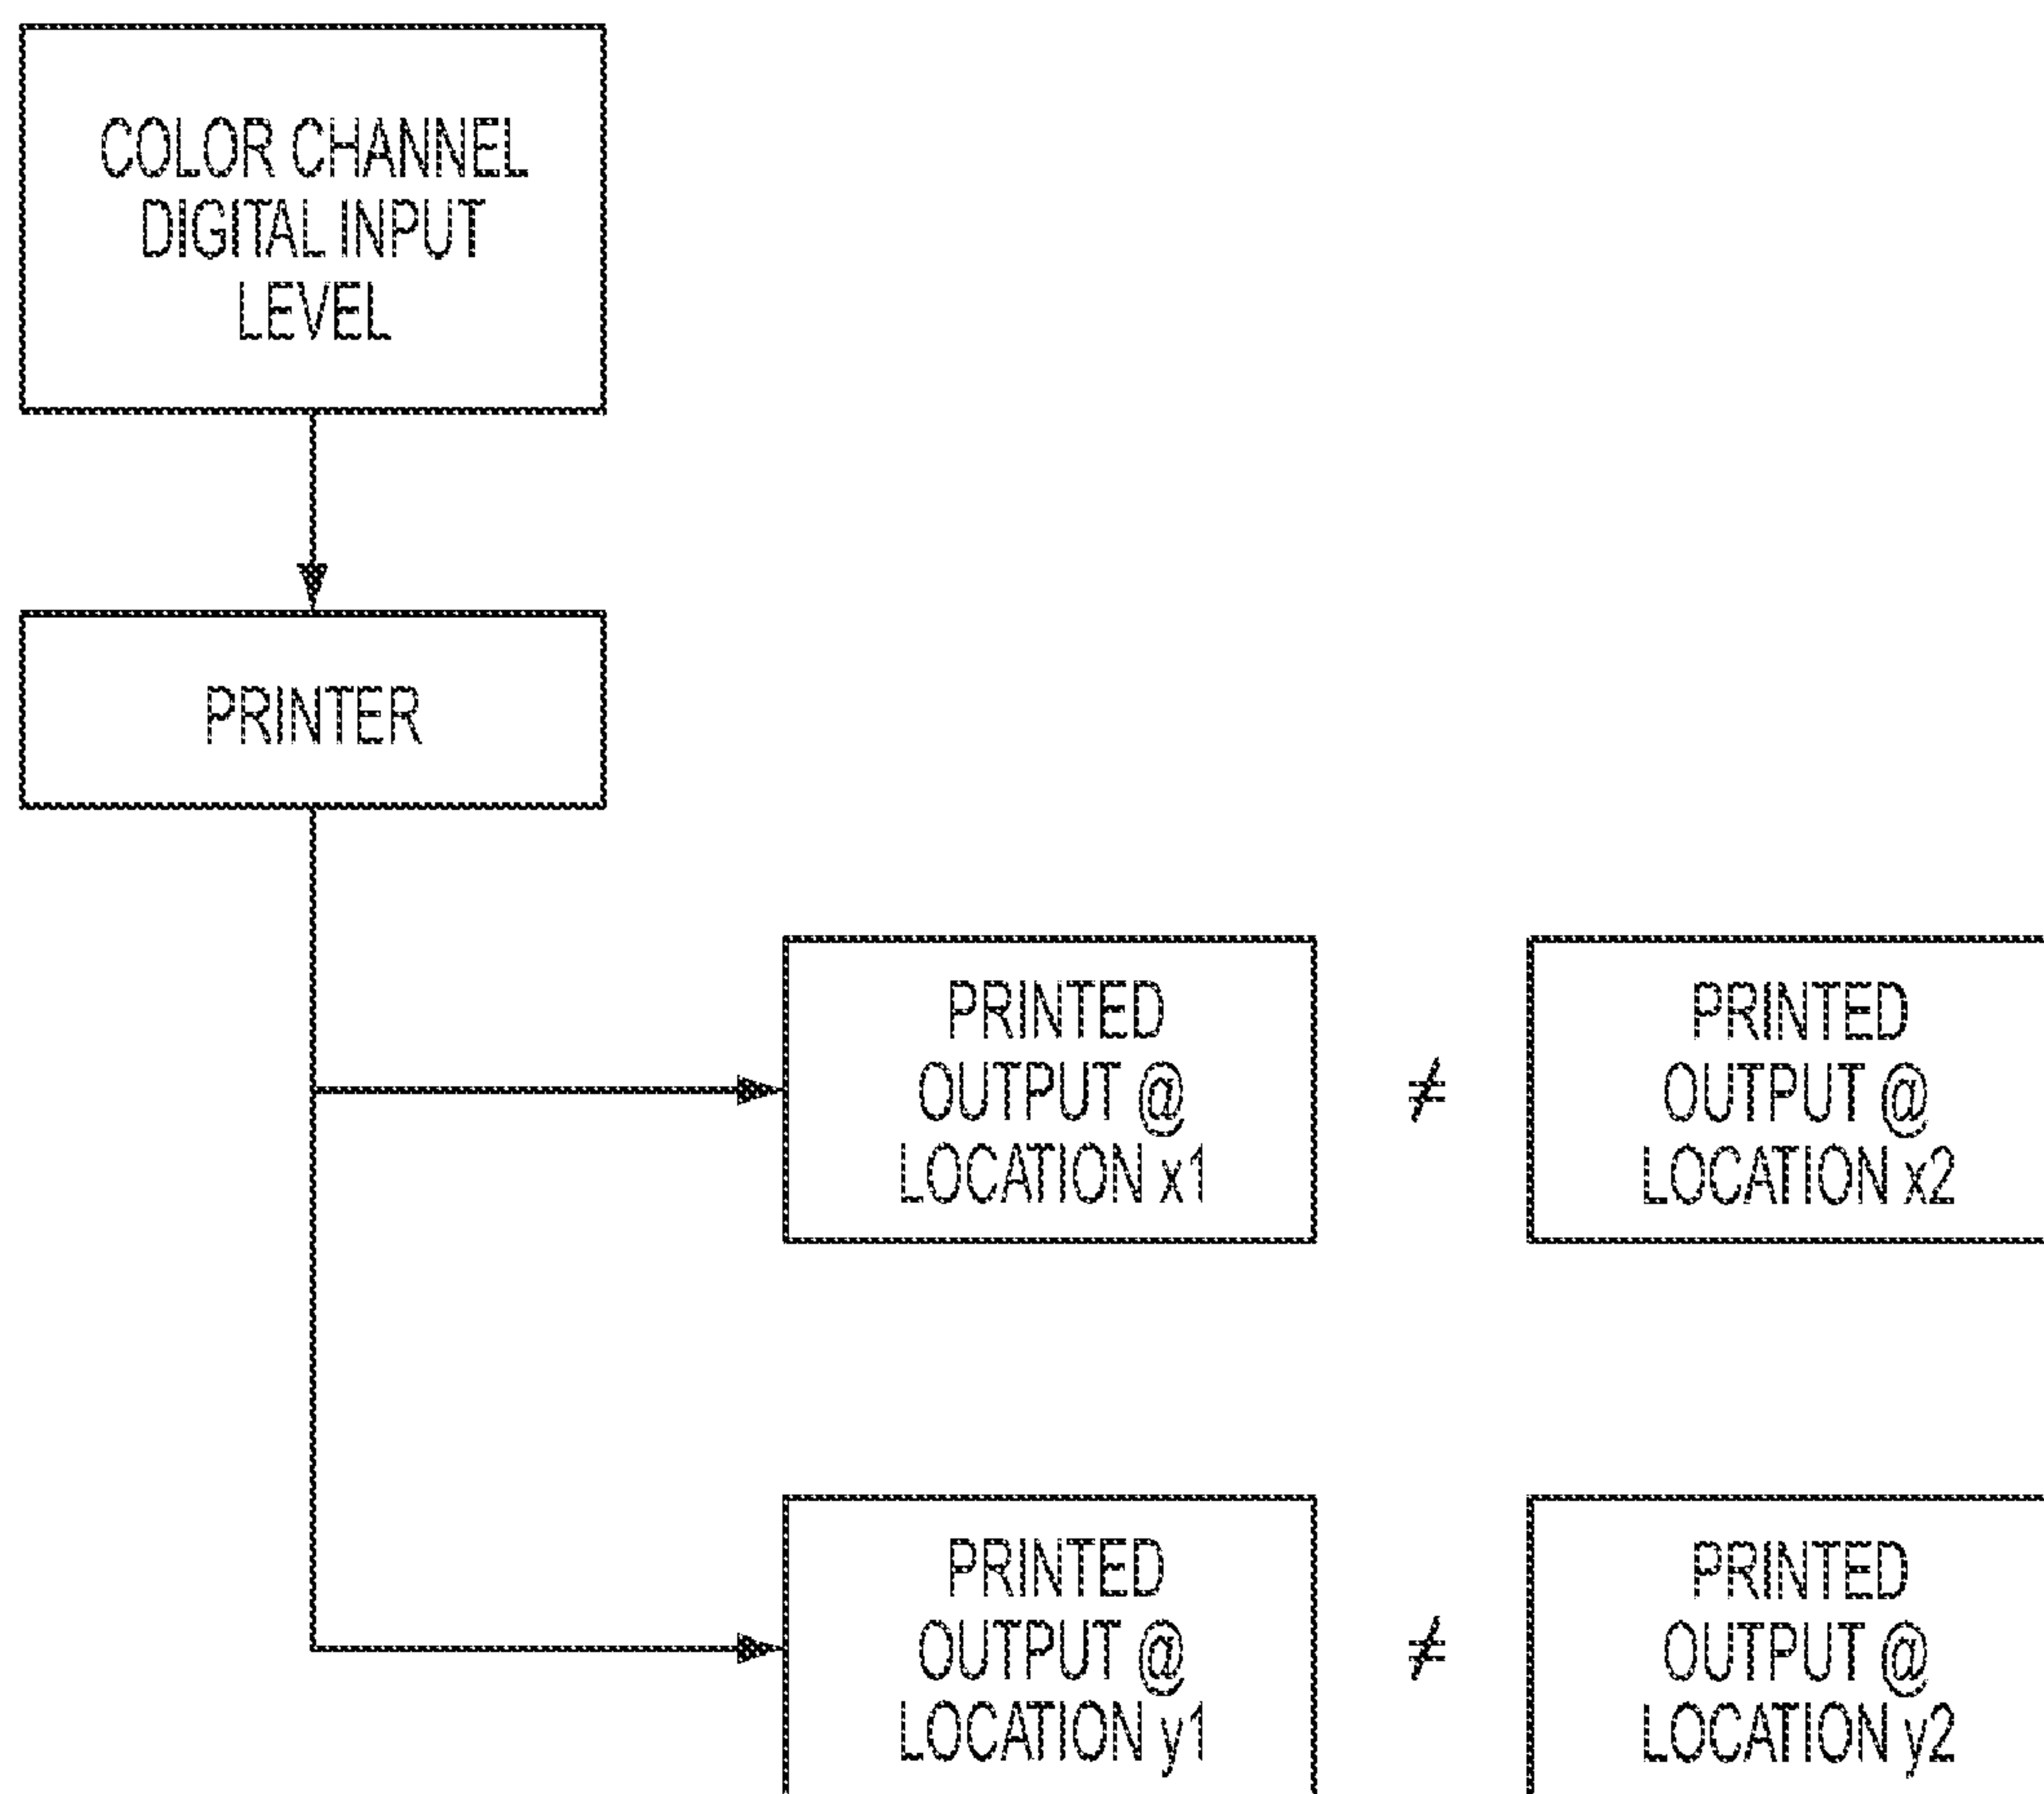 COLOR CHANNEL
DIGITAL INPUT
LEVEL
PRINTER
PRINTED
OUTPUT @
LOCATION x1
≠
PRINTED
OUTPUT @
LOCATION x2
PRINTED
OUTPUT @
LOCATION y1
≠
PRINTED
OUTPUT @
LOCATION y2